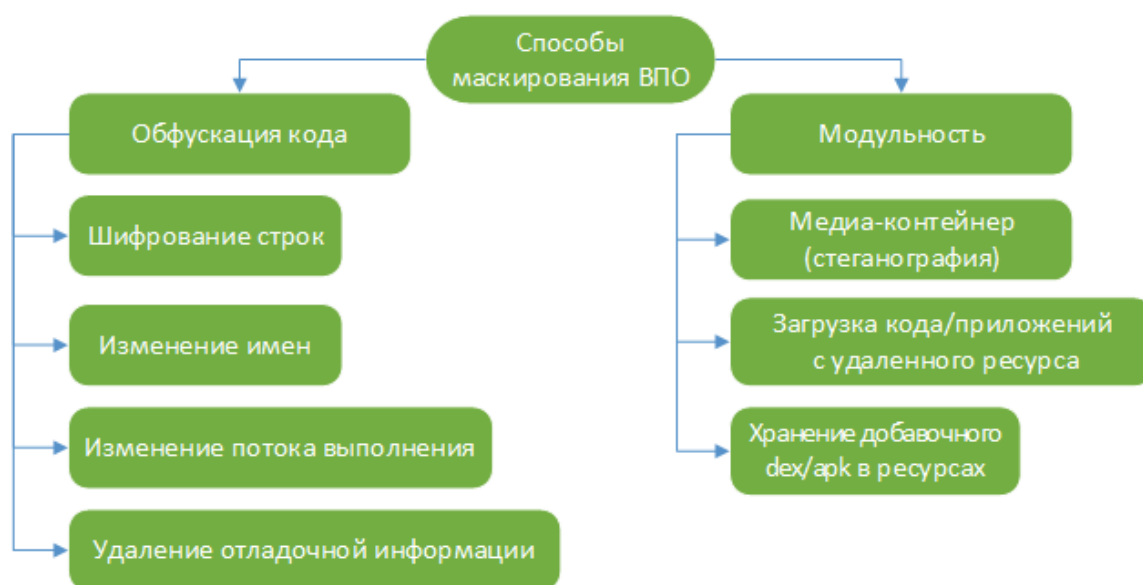 Способы
маскирования ВПО
Обфускация кода
Шифрование строк
Изменение имен
Изменение потока выполнения
Удаление отладочной информации
Модульность
Медиа-контейнер
(стеганография)
Загрузка кода/приложений
с удаленного ресурса
Хранение добавочного
dex/apk в ресурсах